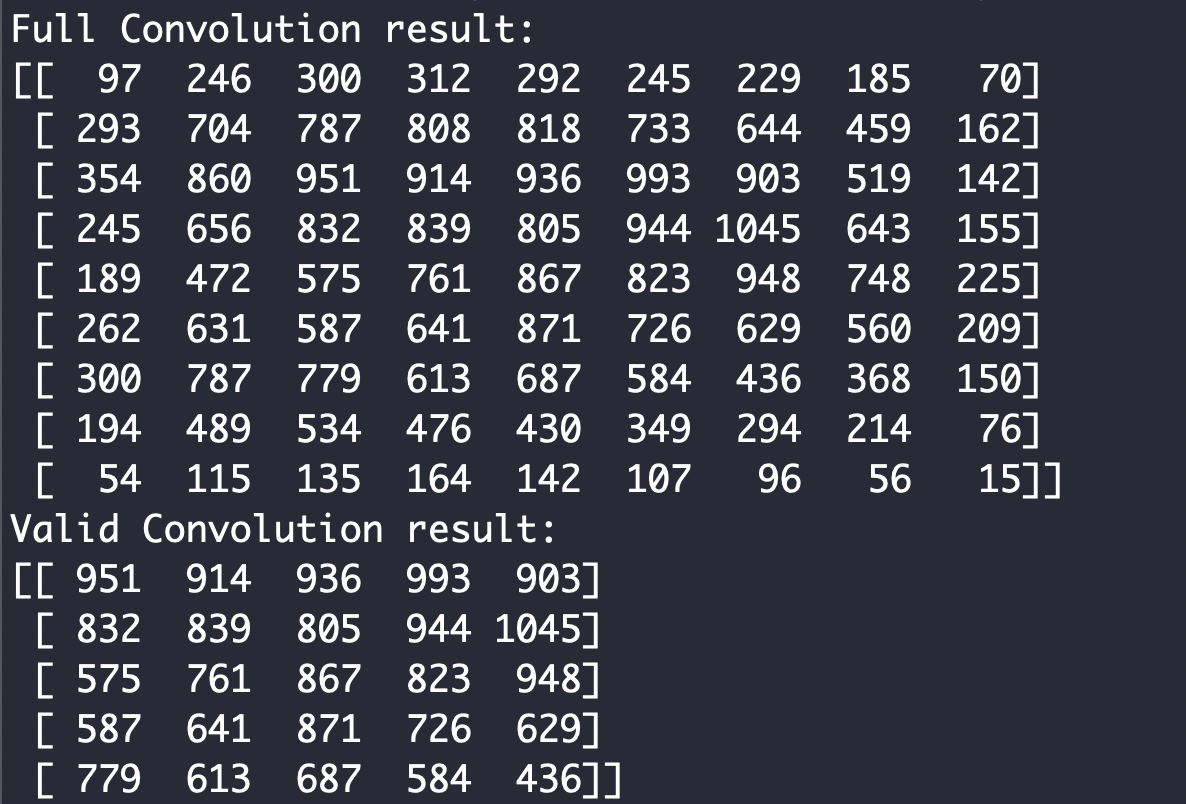 Full Convolution result:
[[  97  246  300  312  292  245  229  185   70]
 [ 293  704  787  808  818  733  644  459  162]
 [ 354  860  951  914  936  993  903  519  142]
 [ 245  656  832  839  805  944 1045  643  155]
 [ 189  472  575  761  867  823  948  748  225]
 [ 262  631  587  641  871  726  629  560  209]
 [ 300  787  779  613  687  584  436  368  150]
 [ 194  489  534  476  430  349  294  214   76]
 [  54  115  135  164  142  107   96   56   15]]
Valid Convolution result:
[[ 951  914  936  993  903]
 [ 832  839  805  944 1045]
 [ 575  761  867  823  948]
 [ 587  641  871  726  629]
 [ 779  613  687  584  436]]